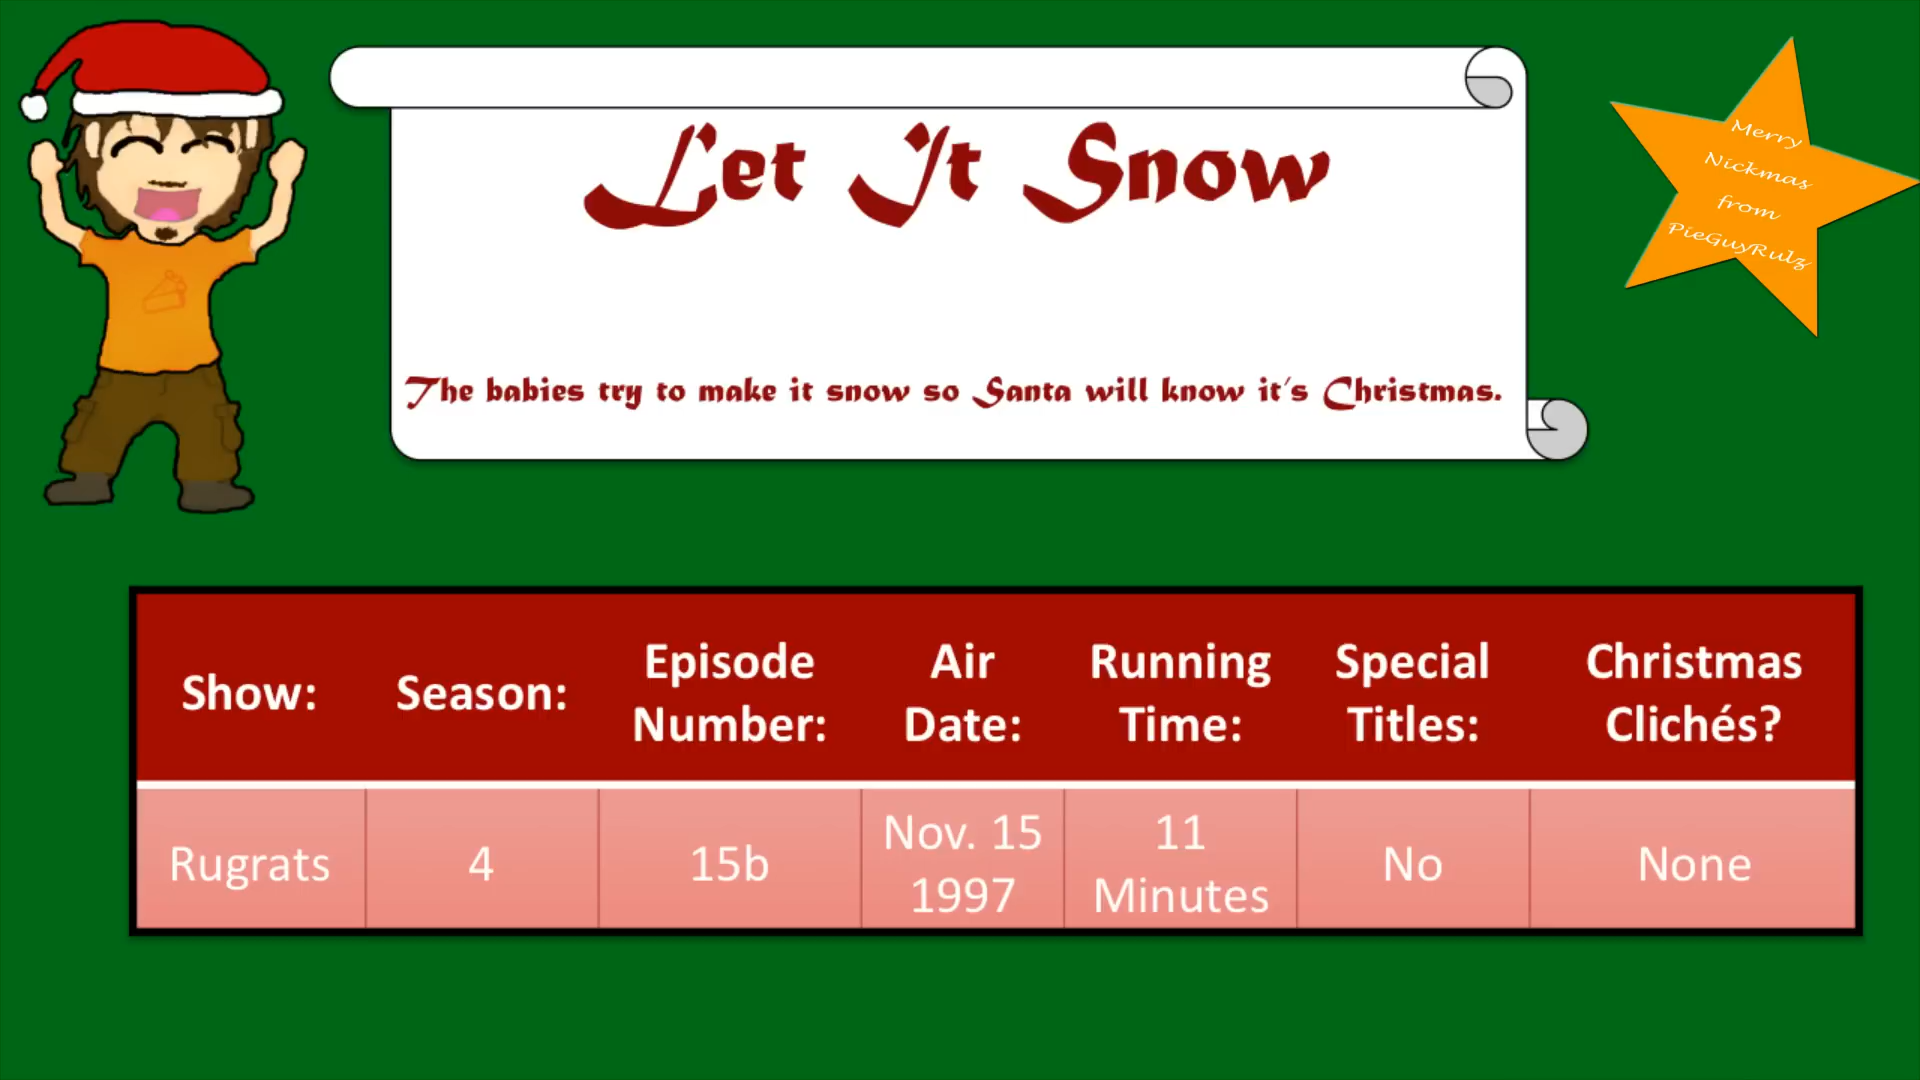 Let It Snow
The babies try to make it snow so Santa will know it's Christmas.
Merry
Nickmas
from
PieGuyRulz
Show:
Season:
Episode
Number:
Air
Date:
Running
Time:
Special
Titles:
Christmas
Clichés?
Rugrats
4
15b
Nov. 15
1997
11
Minutes
No
None